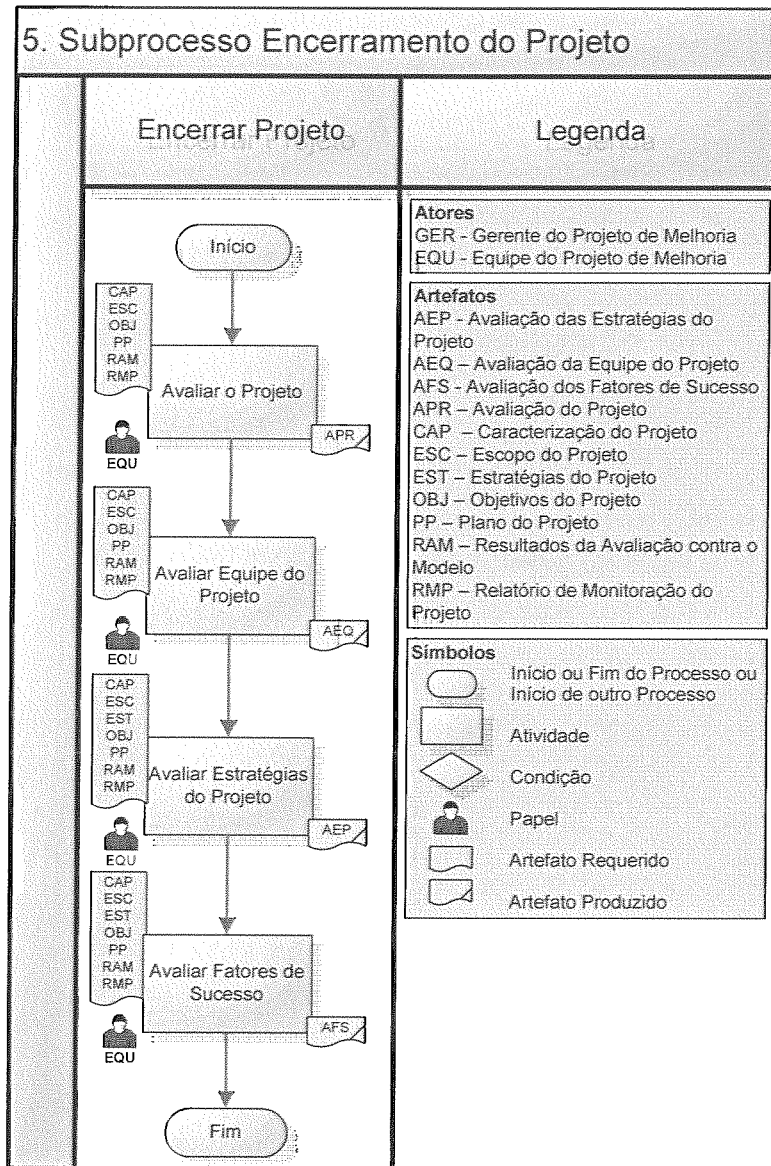 5. Subprocesso Encerramento do Projeto
Encerrar Projeto
Legenda
Início
CAP
ESC
OBJ
PP
RAM
RMP
Avaliar o Projeto
APR
EQU
CAP
ESC
OBJ
PP
RAM
RMP
Avaliar Equipe do
Projeto
AEQ
EQU
CAP
ESC
EST
OBJ
PP
RAM
RMP
Avaliar Estratégias
do Projeto
AEP
EQU
CAP
ESC
EST
OBJ
PP
RAM
RMP
Avaliar Fatores de
Sucesso
AFS
EQU
Fim
Atores
GER - Gerente do Projeto de Melhoria
EQU - Equipe do Projeto de Melhoria
Artefatos
AEP - Avaliação das Estratégias do
Projeto
AEQ – Avaliação da Equipe do Projeto
AFS - Avaliação dos Fatores de Sucesso
APR – Avaliação do Projeto
CAP – Caracterização do Projeto
ESC – Escopo do Projeto
EST – Estratégias do Projeto
OBJ – Objetivos do Projeto
PP – Plano do Projeto
RAM – Resultados da Avaliação contra o
Modelo
RMP – Relatório de Monitoração do
Projeto
Símbolos
Início ou Fim do Processo ou
Início de outro Processo
Atividade
Condição
Papel
Artefato Requerido
Artefato Produzido